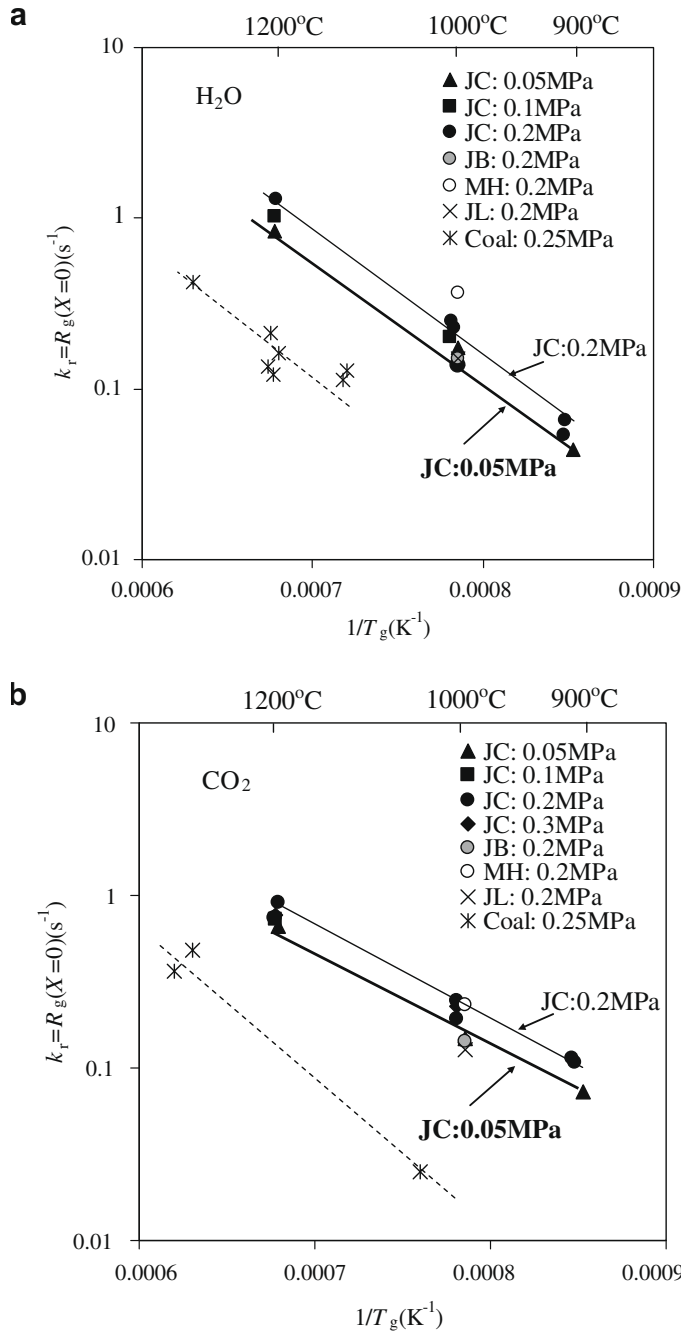 a
1200°C 1000°C 900°C
10
1
0.1
0.01
H₂O
▲ JC: 0.05MPa
■ JC: 0.1MPa
● JC: 0.2MPa
JB: 0.2MPa
○ MH: 0.2MPa
× JL: 0.2MPa
Coal: 0.25MPa
kᵣ=R_g(X=0)(s⁻¹)
JC:0.2MPa
JC:0.05MPa
0.0006 0.0007 0.0008 0.0009
1/T_g(K⁻¹)
b
1200°C 1000°C 900°C
10
1
0.1
0.01
CO₂
▲ JC: 0.05MPa
■ JC: 0.1MPa
● JC: 0.2MPa
◆ JC: 0.3MPa
JB: 0.2MPa
○ MH: 0.2MPa
× JL: 0.2MPa
Coal: 0.25MPa
kᵣ=R_g(X=0)(s⁻¹)
JC:0.2MPa
JC:0.05MPa
0.0006 0.0007 0.0008 0.0009
1/T_g(K⁻¹)